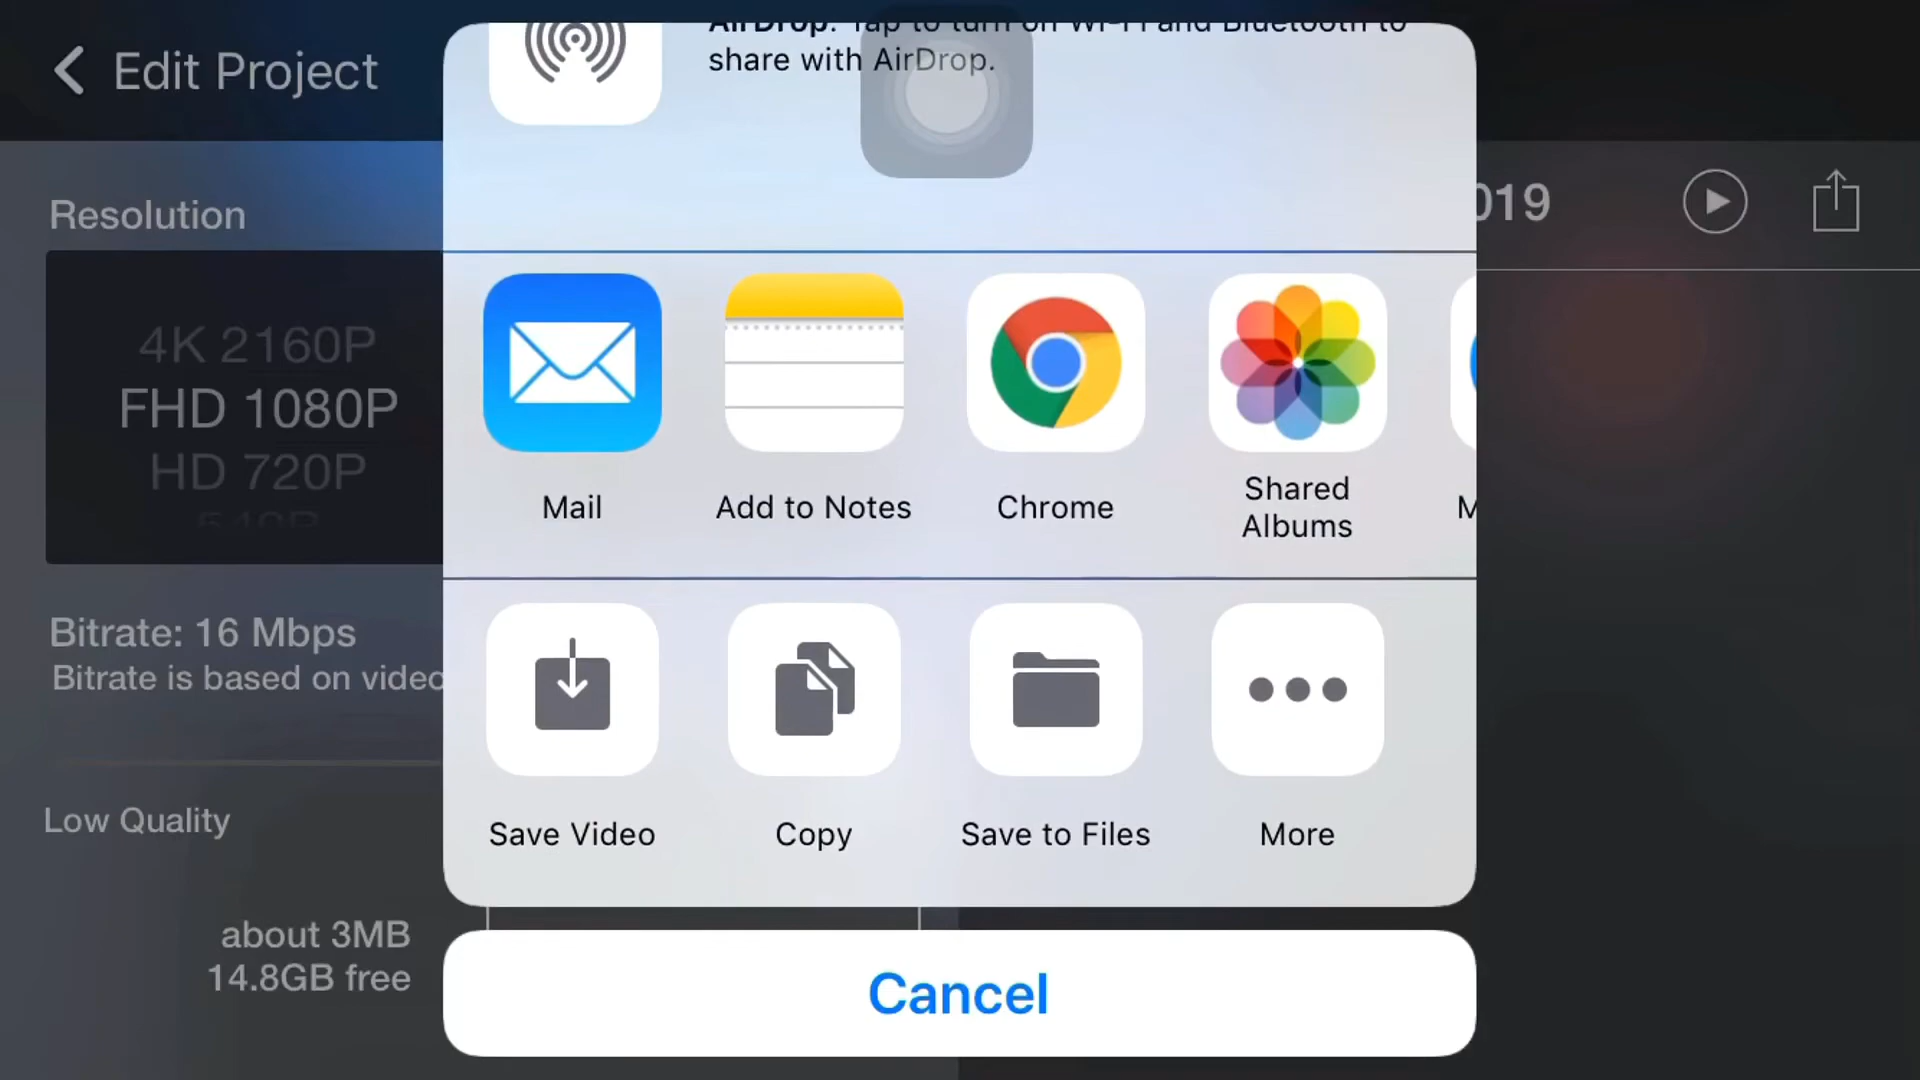 Edit Project
AirDrop. Tap to turn on Wi-Fi and Bluetooth to
share with AirDrop.
Resolution
019
4K 2160P
FHD 1080P
HD 720P
540P
Mail
Add to Notes
Chrome
Shared
Albums
M
Bitrate: 16 Mbps
Bitrate is based on video
Low Quality
Save Video
Copy
Save to Files
More
about 3MB
14.8GB free
Cancel